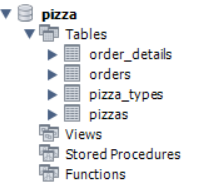 pizza
Tables
order_details
orders
pizza_types
pizzas
Views
Stored Procedures
Functions